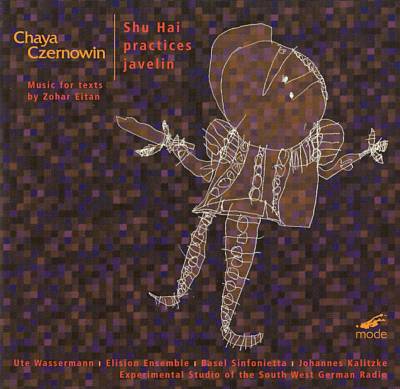 Chaya
Czernowin
Shu Hai
practices
javelin
Music for texts
by Zohar Eitan
mode
Ute Wassermann ı Elision Ensemble ı Basel Sinfonietta ı Johannes Kalitzke
Experimental Studio of the South West German Radio